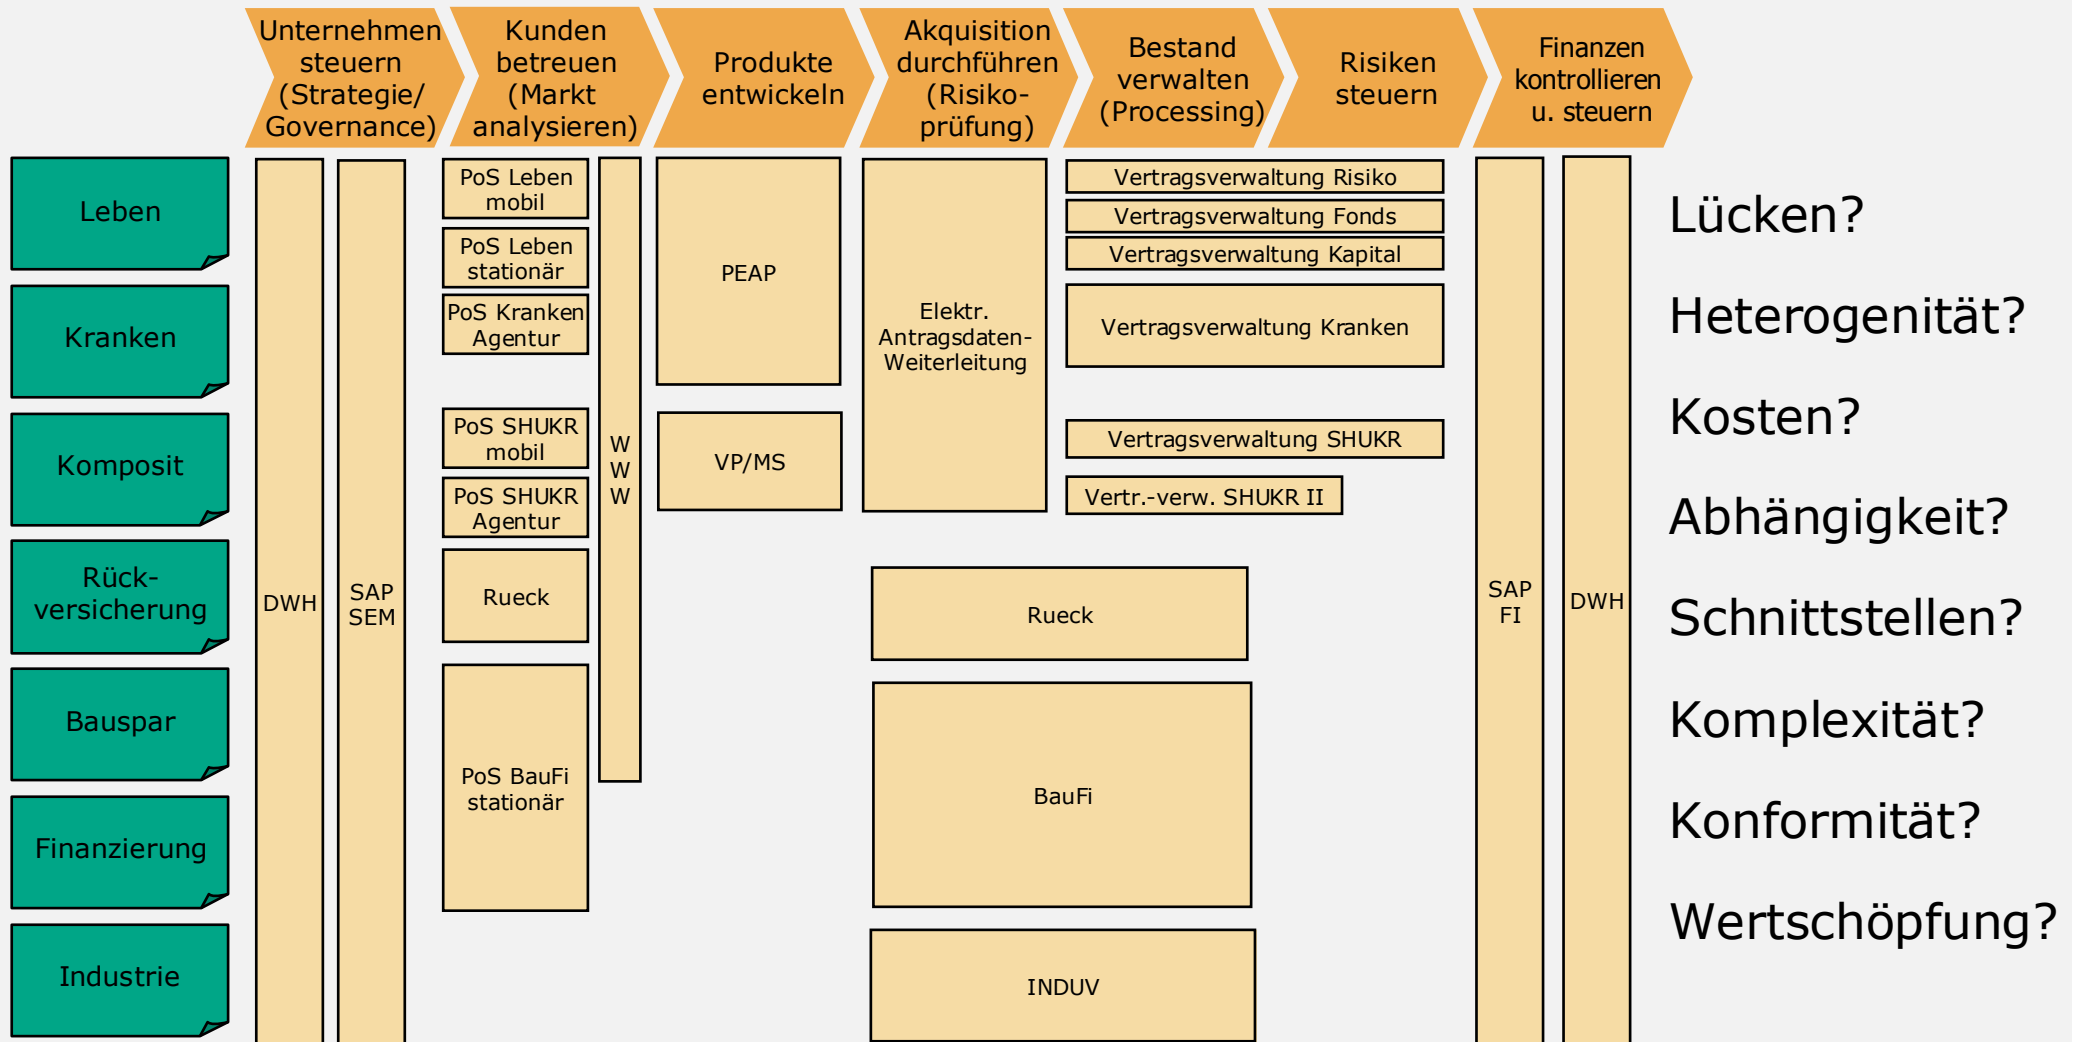 Unternehmen
steuern
(Strategie/
Governance)
Kunden
betreuen
(Markt
analysieren)
Produkte
entwickeln
Akquisition
durchführen
(Risiko-
prüfung)
Bestand
verwalten
(Processing)
Risiken
steuern
Finanzen
kontrollieren
u. steuern
Leben
Kranken
Komposit
Rück-
versicherung
Bauspar
Finanzierung
Industrie
DWH
SAP
SEM
PoS Leben
mobil
PoS Leben
stationär
PoS Kranken
Agentur
PoS SHUKR
mobil
PoS SHUKR
Agentur
Rueck
PoS BauFi
stationär
W
W
W
PEAP
VP/MS
Elektr.
Antragsdaten-
Weiterleitung
Vertragsverwaltung Risiko
Vertragsverwaltung Fonds
Vertragsverwaltung Kapital
Vertragsverwaltung Kranken
Vertragsverwaltung SHUKR
Vertr.-verw. SHUKR II
Rueck
BauFi
INDUV
SAP
FI
DWH
Lücken?
Heterogenität?
Kosten?
Abhängigkeit?
Schnittstellen?
Komplexität?
Konformität?
Wertschöpfung?